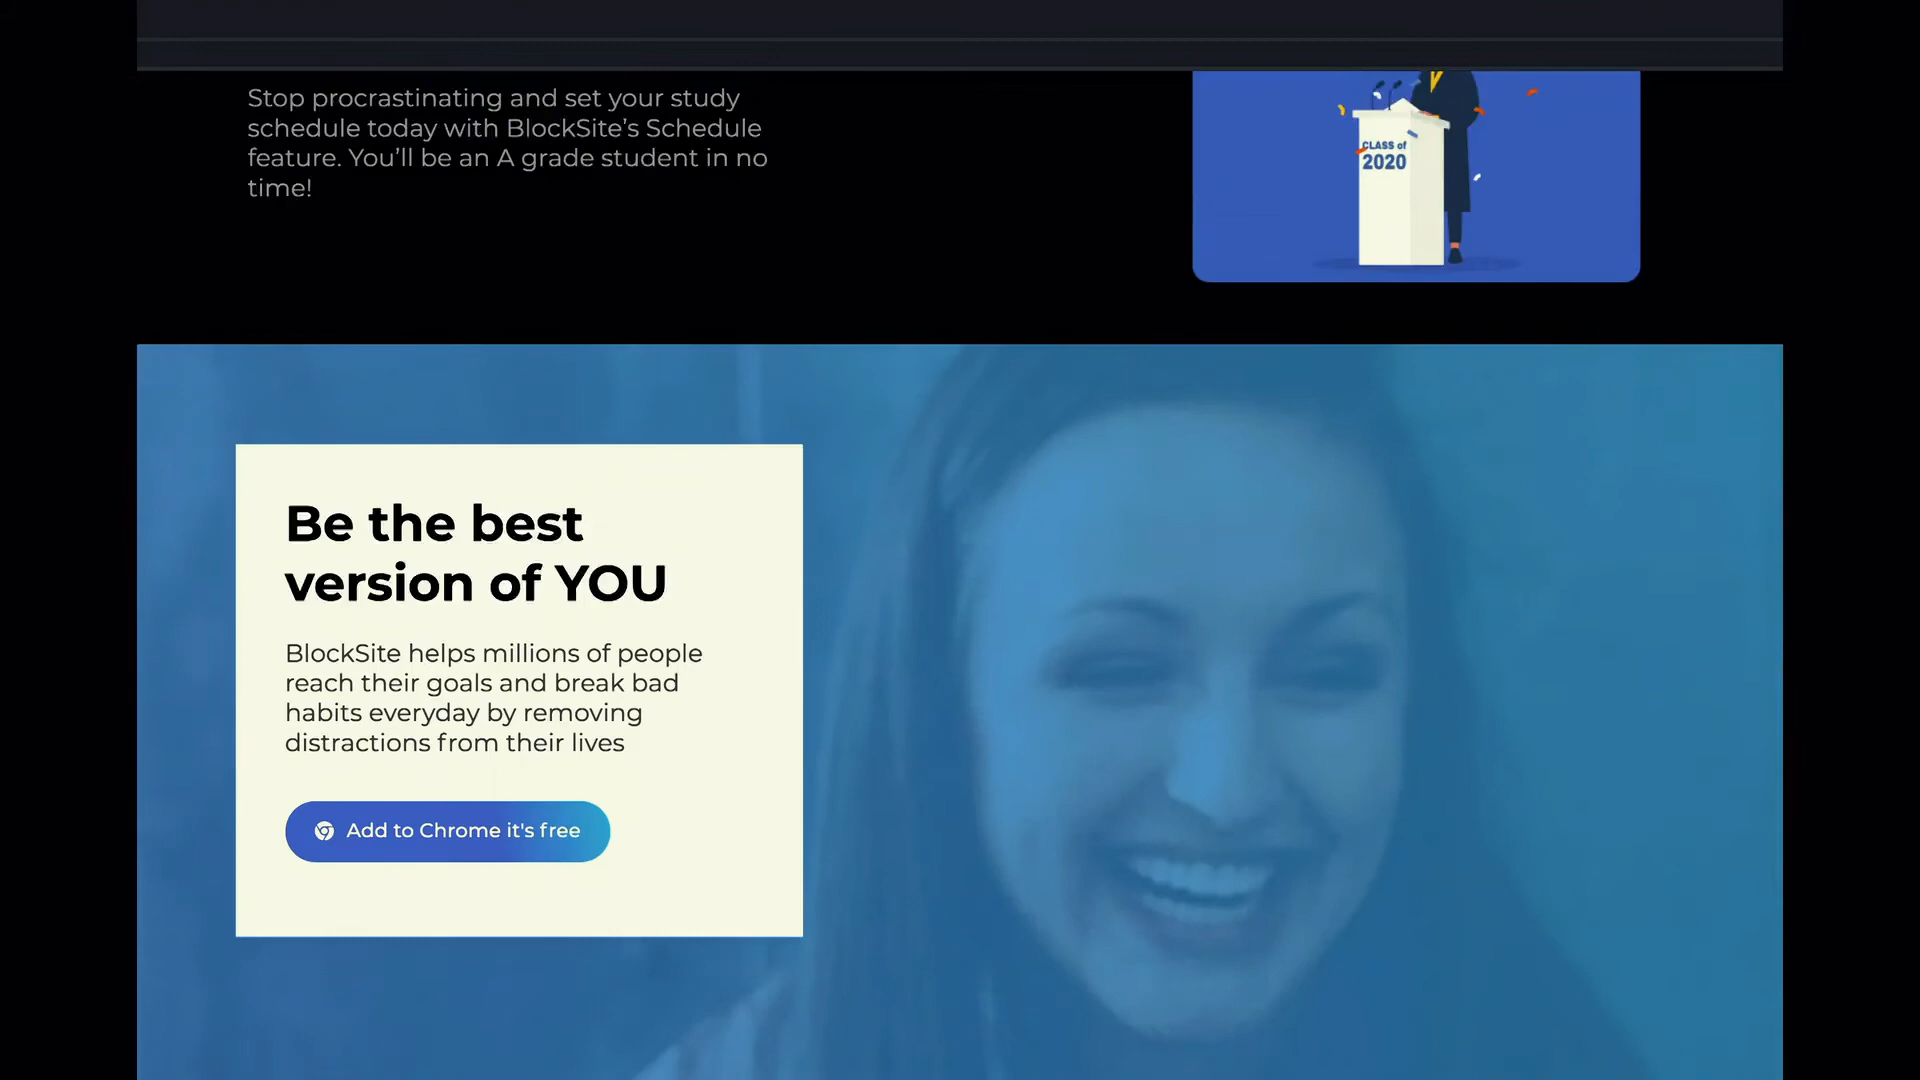 Stop procrastinating and set your study
schedule today with BlockSite’s Schedule
feature. You’ll be an A grade student in no
time!
CLASS of
2020
Be the best
version of YOU
BlockSite helps millions of people
reach their goals and break bad
habits everyday by removing
distractions from their lives
Add to Chrome it's free